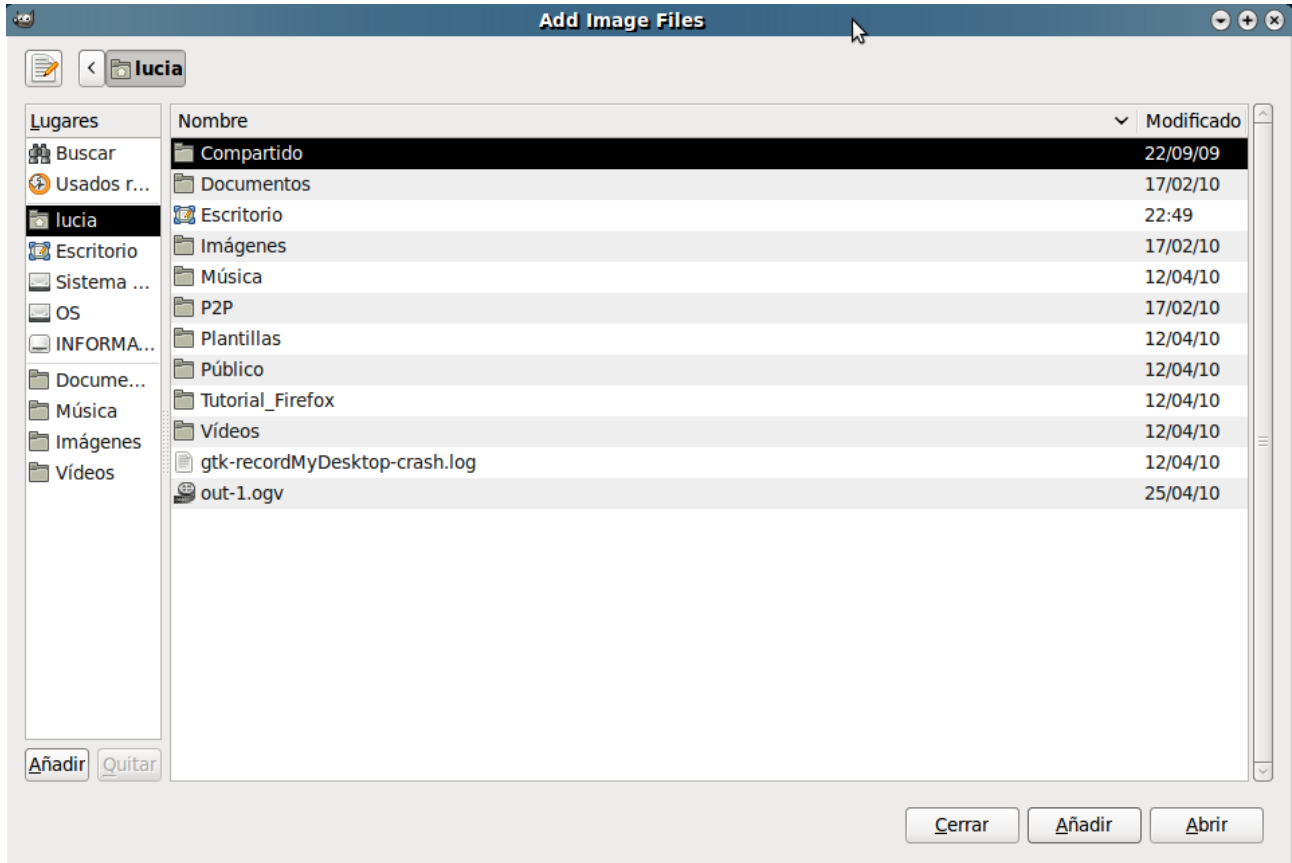 Add Image Files
lucia
Lugares
Buscar
Usados r...
lucia
Escritorio
Sistema ...
OS
INFORMA...
Docume...
Música
Imágenes
Vídeos
Añadir Quitar
Nombre Modificado
Compartido 22/09/09
Documentos 17/02/10
Escritorio 22:49
Imágenes 17/02/10
Música 12/04/10
P2P 17/02/10
Plantillas 12/04/10
Público 12/04/10
Tutorial_Firefox 12/04/10
Vídeos 12/04/10
gtk-recordMyDesktop-crash.log 12/04/10
out-1.ogv 25/04/10
Cerrar Añadir Abrir